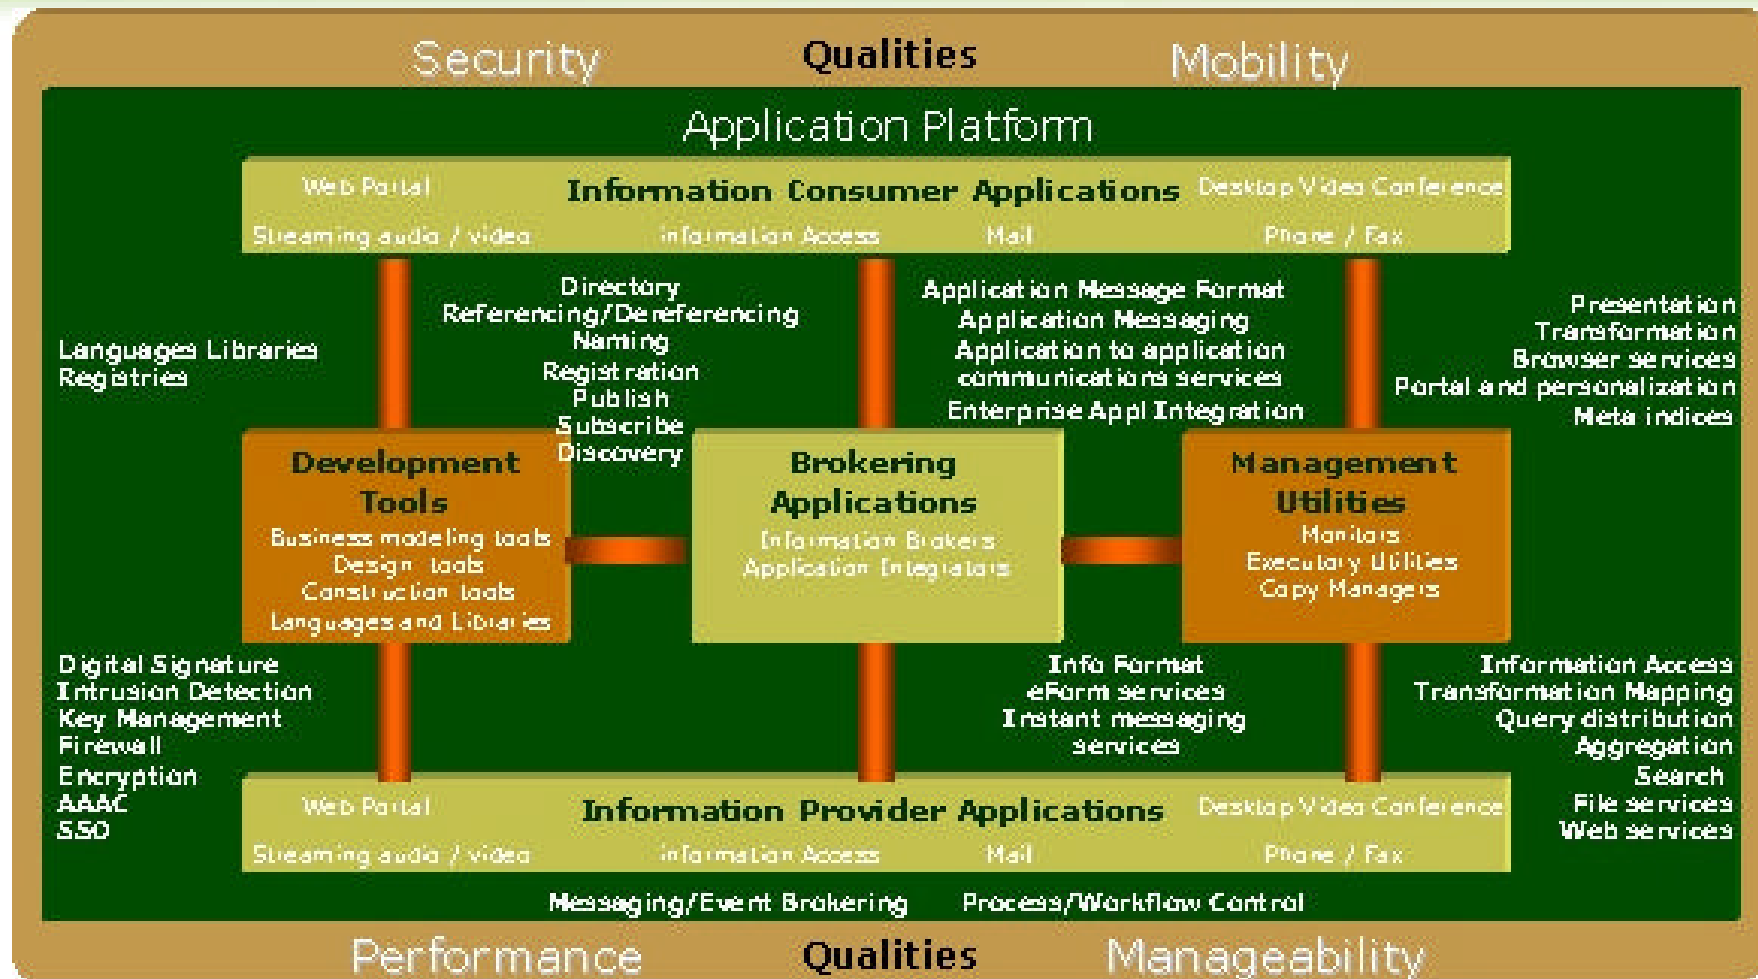 Security Qualities Mobility
Application Platform
Web Portal
Information Consumer Applications
Desktop Video Conference
Streaming audio / video
information Access
Mail
Phone / Fax
Languages Libraries
Registries
Directory
Referencing/Dereferencing
Naming
Registration
Publish
Subscribe
Discovery
Application Message Format
Application Messaging
Application to application
communications services
Enterprise Appl Integration
Presentation
Transformation
Browser services
Portal and personalization
Meta indices
Development
Tools
Business modeling tools
Design tools
Construction tools
Languages and Libraries
Brokering
Applications
Information Brokers
Application Integrators
Management
Utilities
Monitors
Executory Utilities
Copy Managers
Digital Signature
Intrusion Detection
Key Management
Firewall
Encryption
AAAC
SSO
Info Format
eForm services
Instant messaging
services
Information Access
Transformation Mapping
Query distribution
Aggregation
Search
File services
Web services
Web Portal
Information Provider Applications
Desktop Video Conference
Streaming audio / video
information Access
Mail
Phone / Fax
Messaging/Event Brokering
Process/Workflow Control
Performance Qualities Manageability